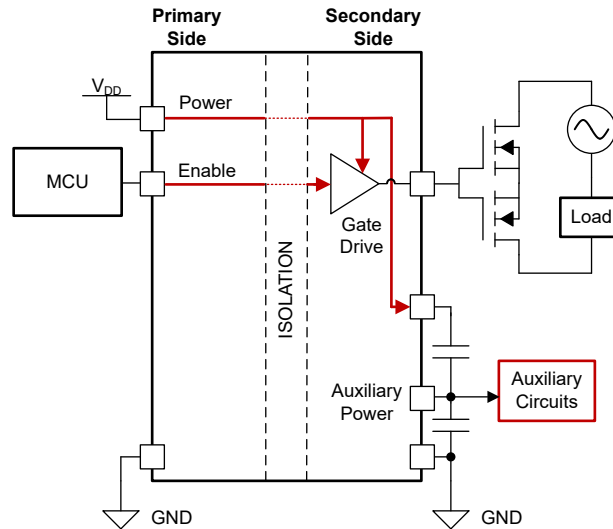 Primary
Side
Secondary
Side
VDD
Power
MCU
Enable
Gate
Drive
Load
ISOLATION
Auxiliary
Power
Auxiliary
Circuits
GND
GND